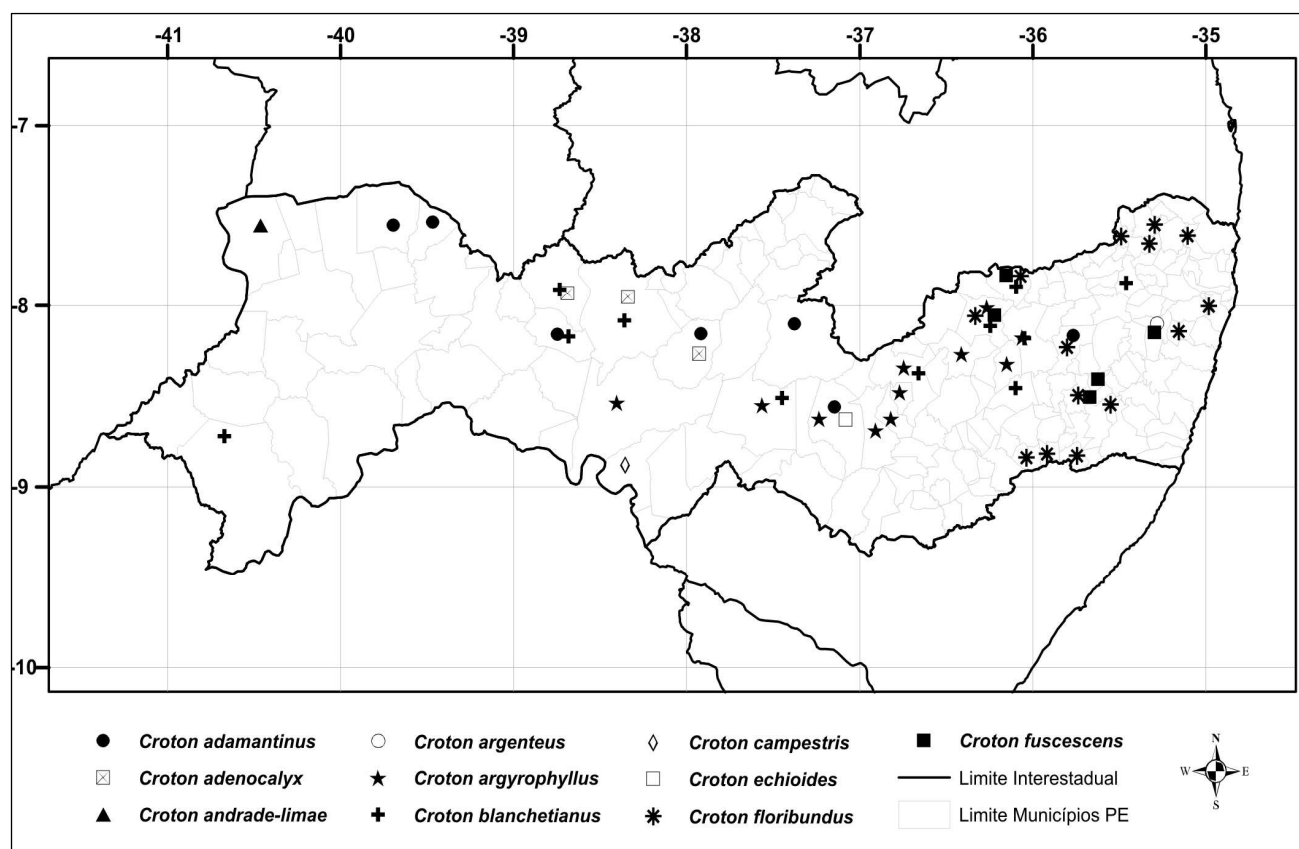 -41 -40 -39 -38 -37 -36 -35
-7
-8
-9
-10
Croton adamantinus Croton argenteus Croton campestris Croton fuscescens
Croton adenocalyx Croton argyrophyllus Croton echioides Limite Interestadual
Croton andrade-limae Croton blanchetianus Croton floribundus Limite Municípios PE
N
W E
S